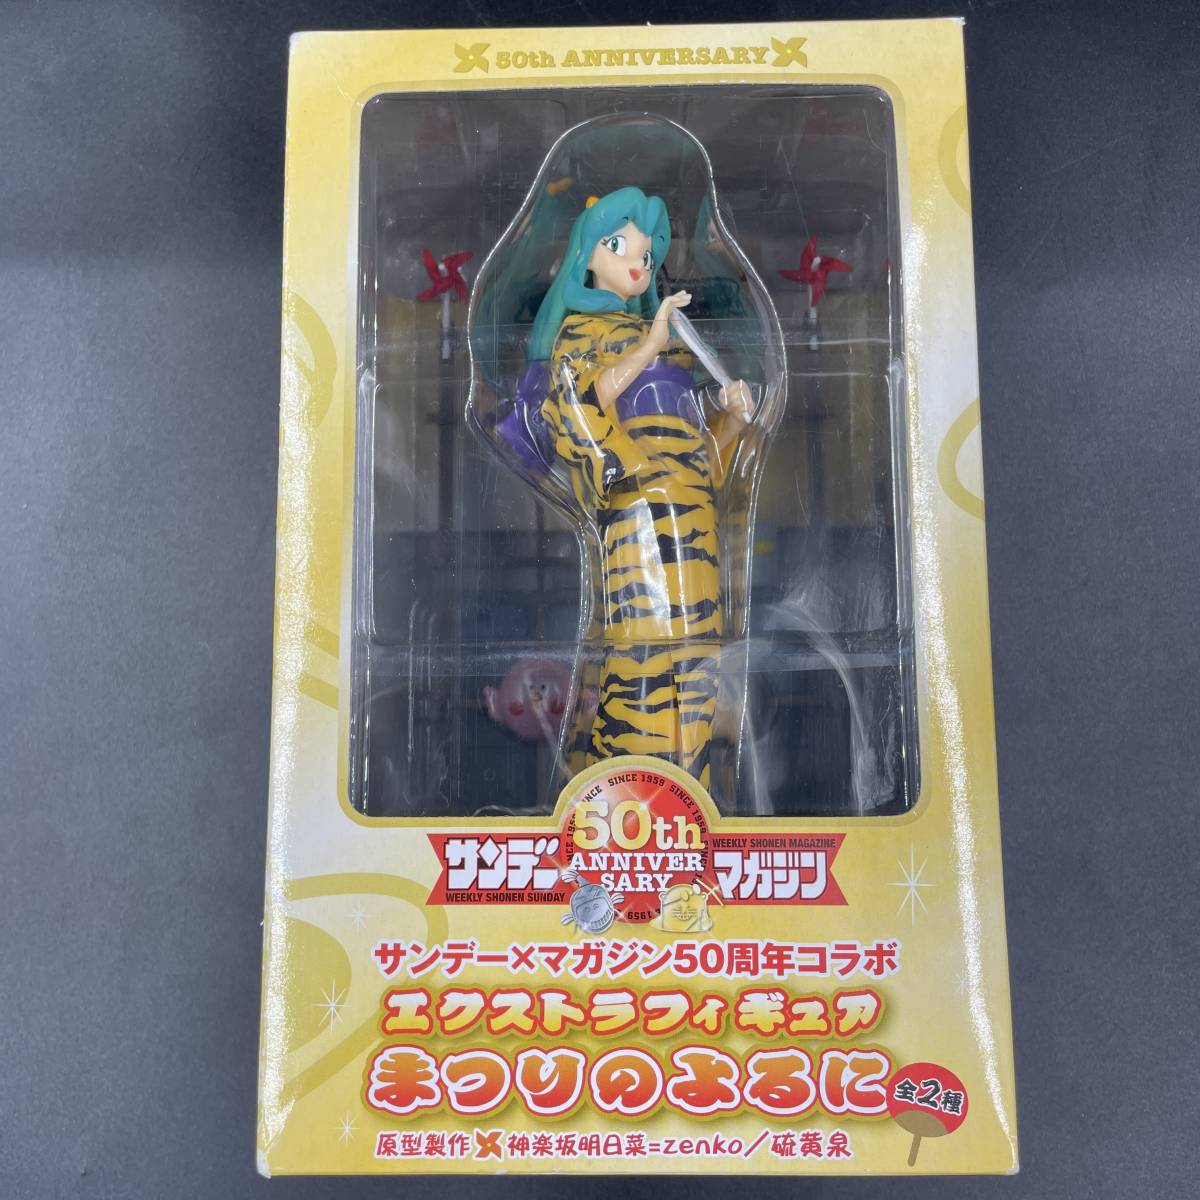 50th ANNIVERSARY
SINCE 1959 SINCE
50th
ANNIVER
SARY
サンデー
WEEKLY SHONEN SUNDAY
WEEKLY SHONEN MAGAZINE
マガジン
サンデー×マガジン50周年コラボ
エクストラフィギュア
まつりのよるに
全2種
原型製作 神楽坂明日菜=zenko/硫黄泉